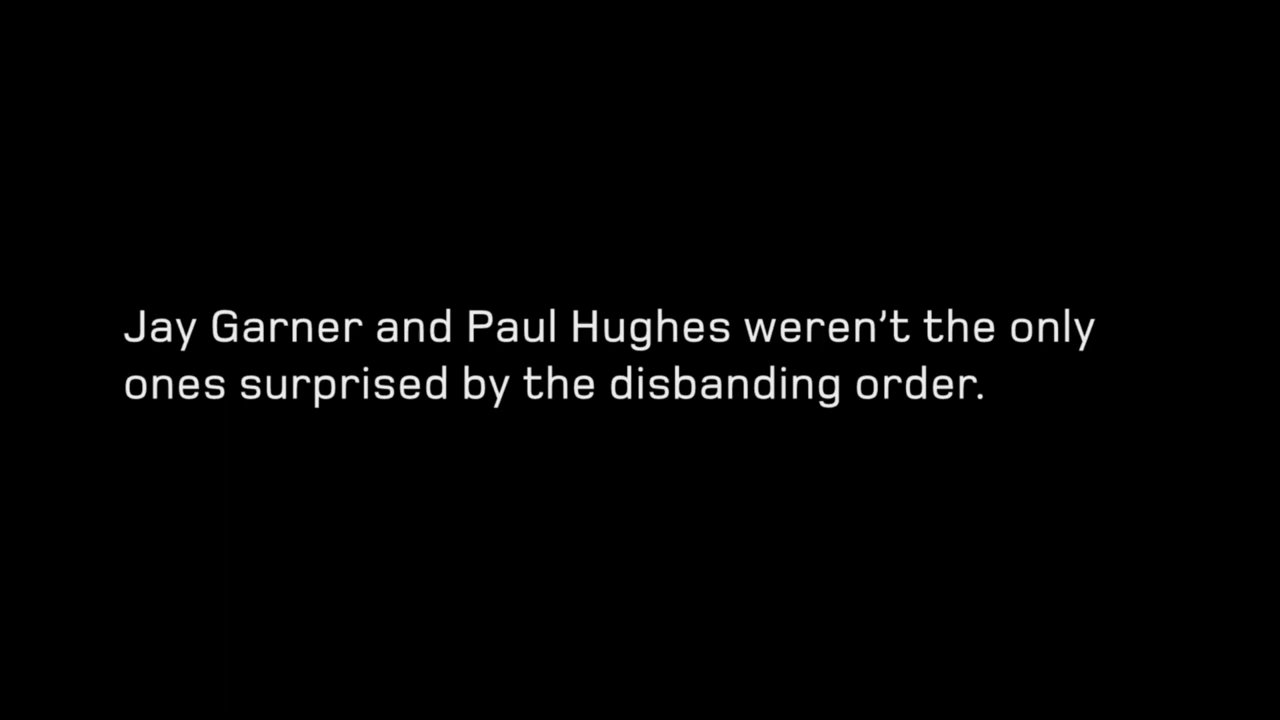 Jay Garner and Paul Hughes weren’t the only
ones surprised by the disbanding order.